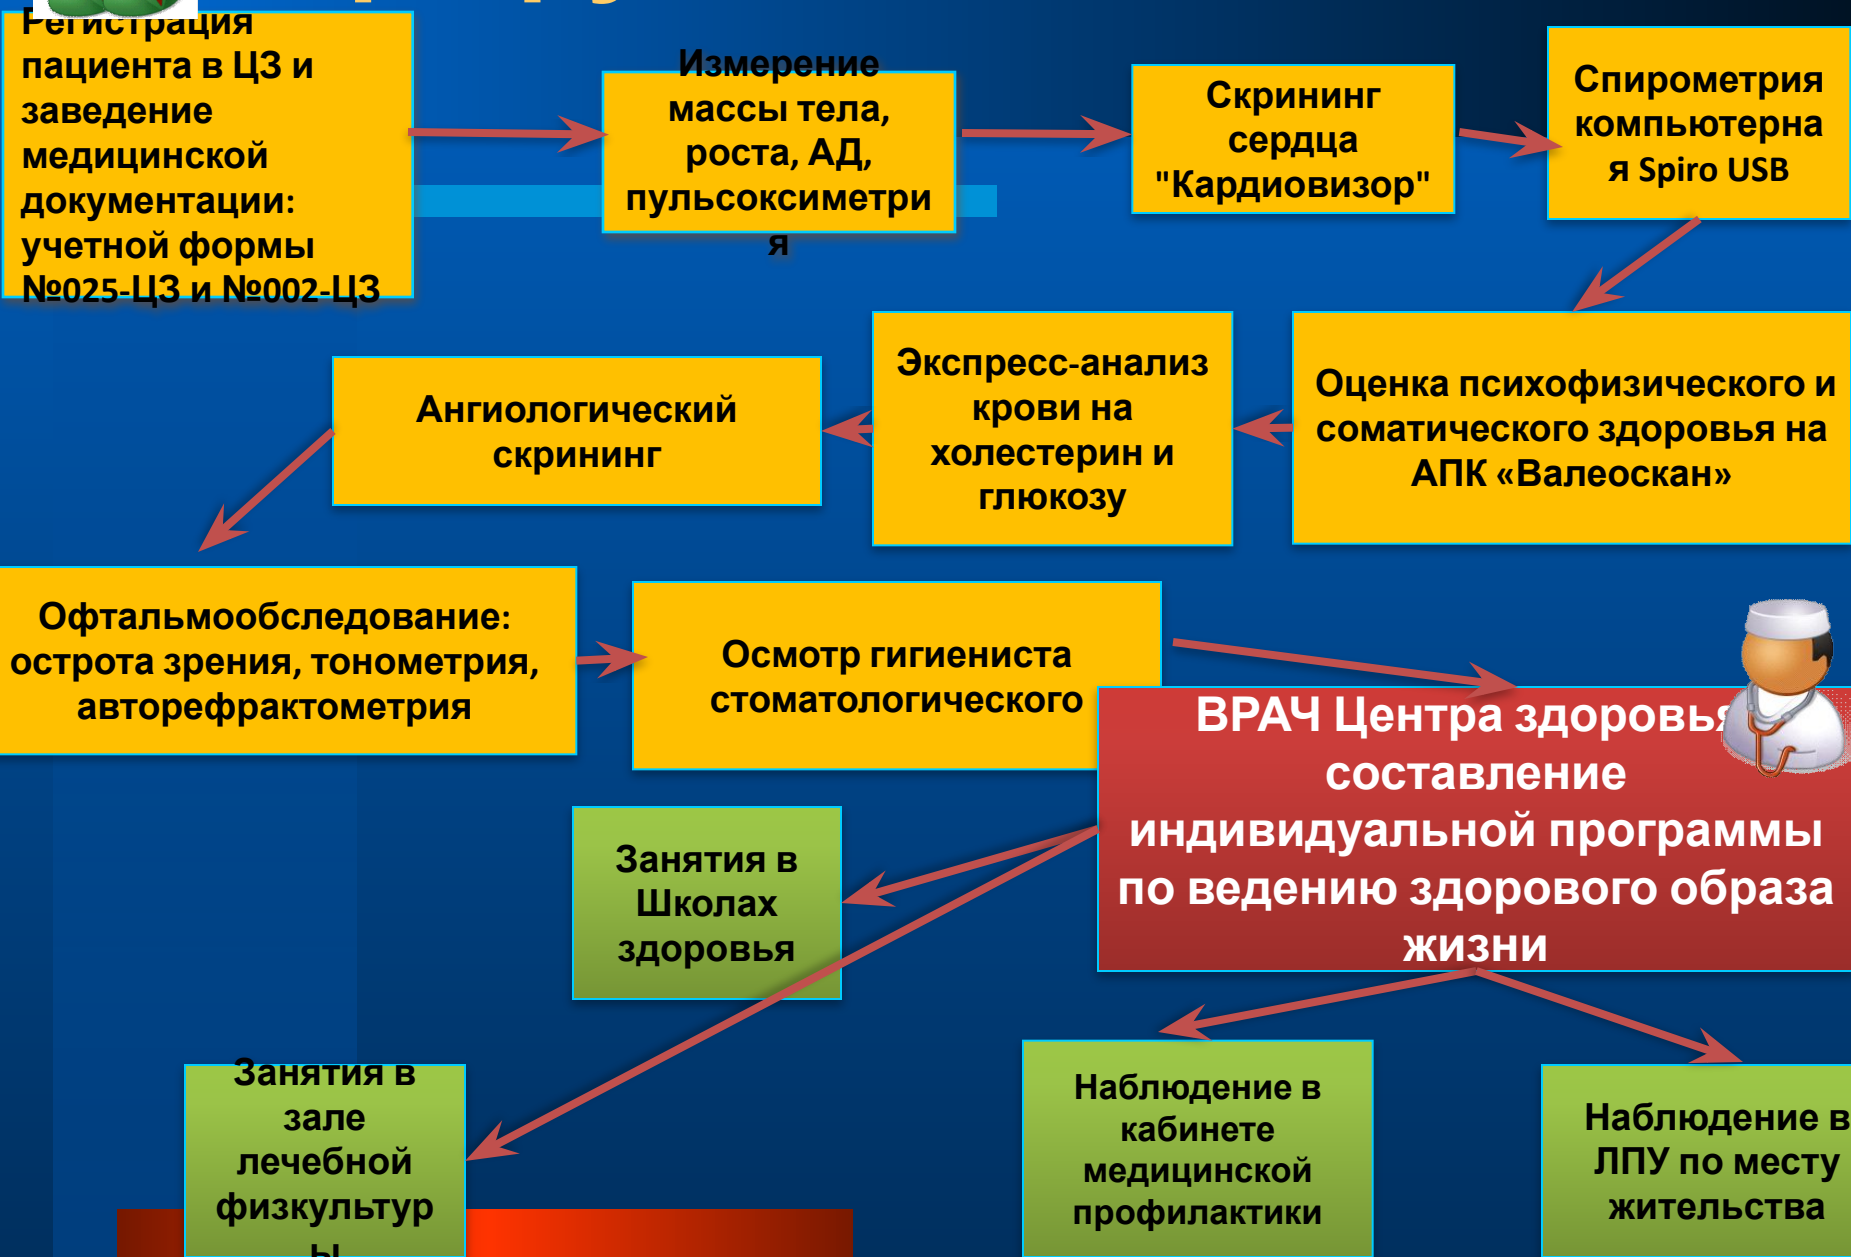 Регистрация
пациента в ЦЗ и
заведение
медицинской
документации:
учетной формы
№025-ЦЗ и №002-ЦЗ
Измерение
массы тела,
роста, АД,
пульсоксиметри
я
Скрининг
сердца
"Кардиовизор"
Спирометрия
компьютерна
я Spiro USB
Оценка психофизического и
соматического здоровья на
АПК «Валеоскан»
Экспресс-анализ
крови на
холестерин и
глюкозу
Ангиологический
скрининг
Офтальмообследование:
острота зрения, тонометрия,
авторефрактометрия
Осмотр гигиениста
стоматологического
ВРАЧ Центра здоровья
составление
индивидуальной программы
по ведению здорового образа
жизни
Занятия в
Школах
здоровья
Занятия в
зале
лечебной
физкультур
ы
Наблюдение в
кабинете
медицинской
профилактики
Наблюдение в
ЛПУ по месту
жительства